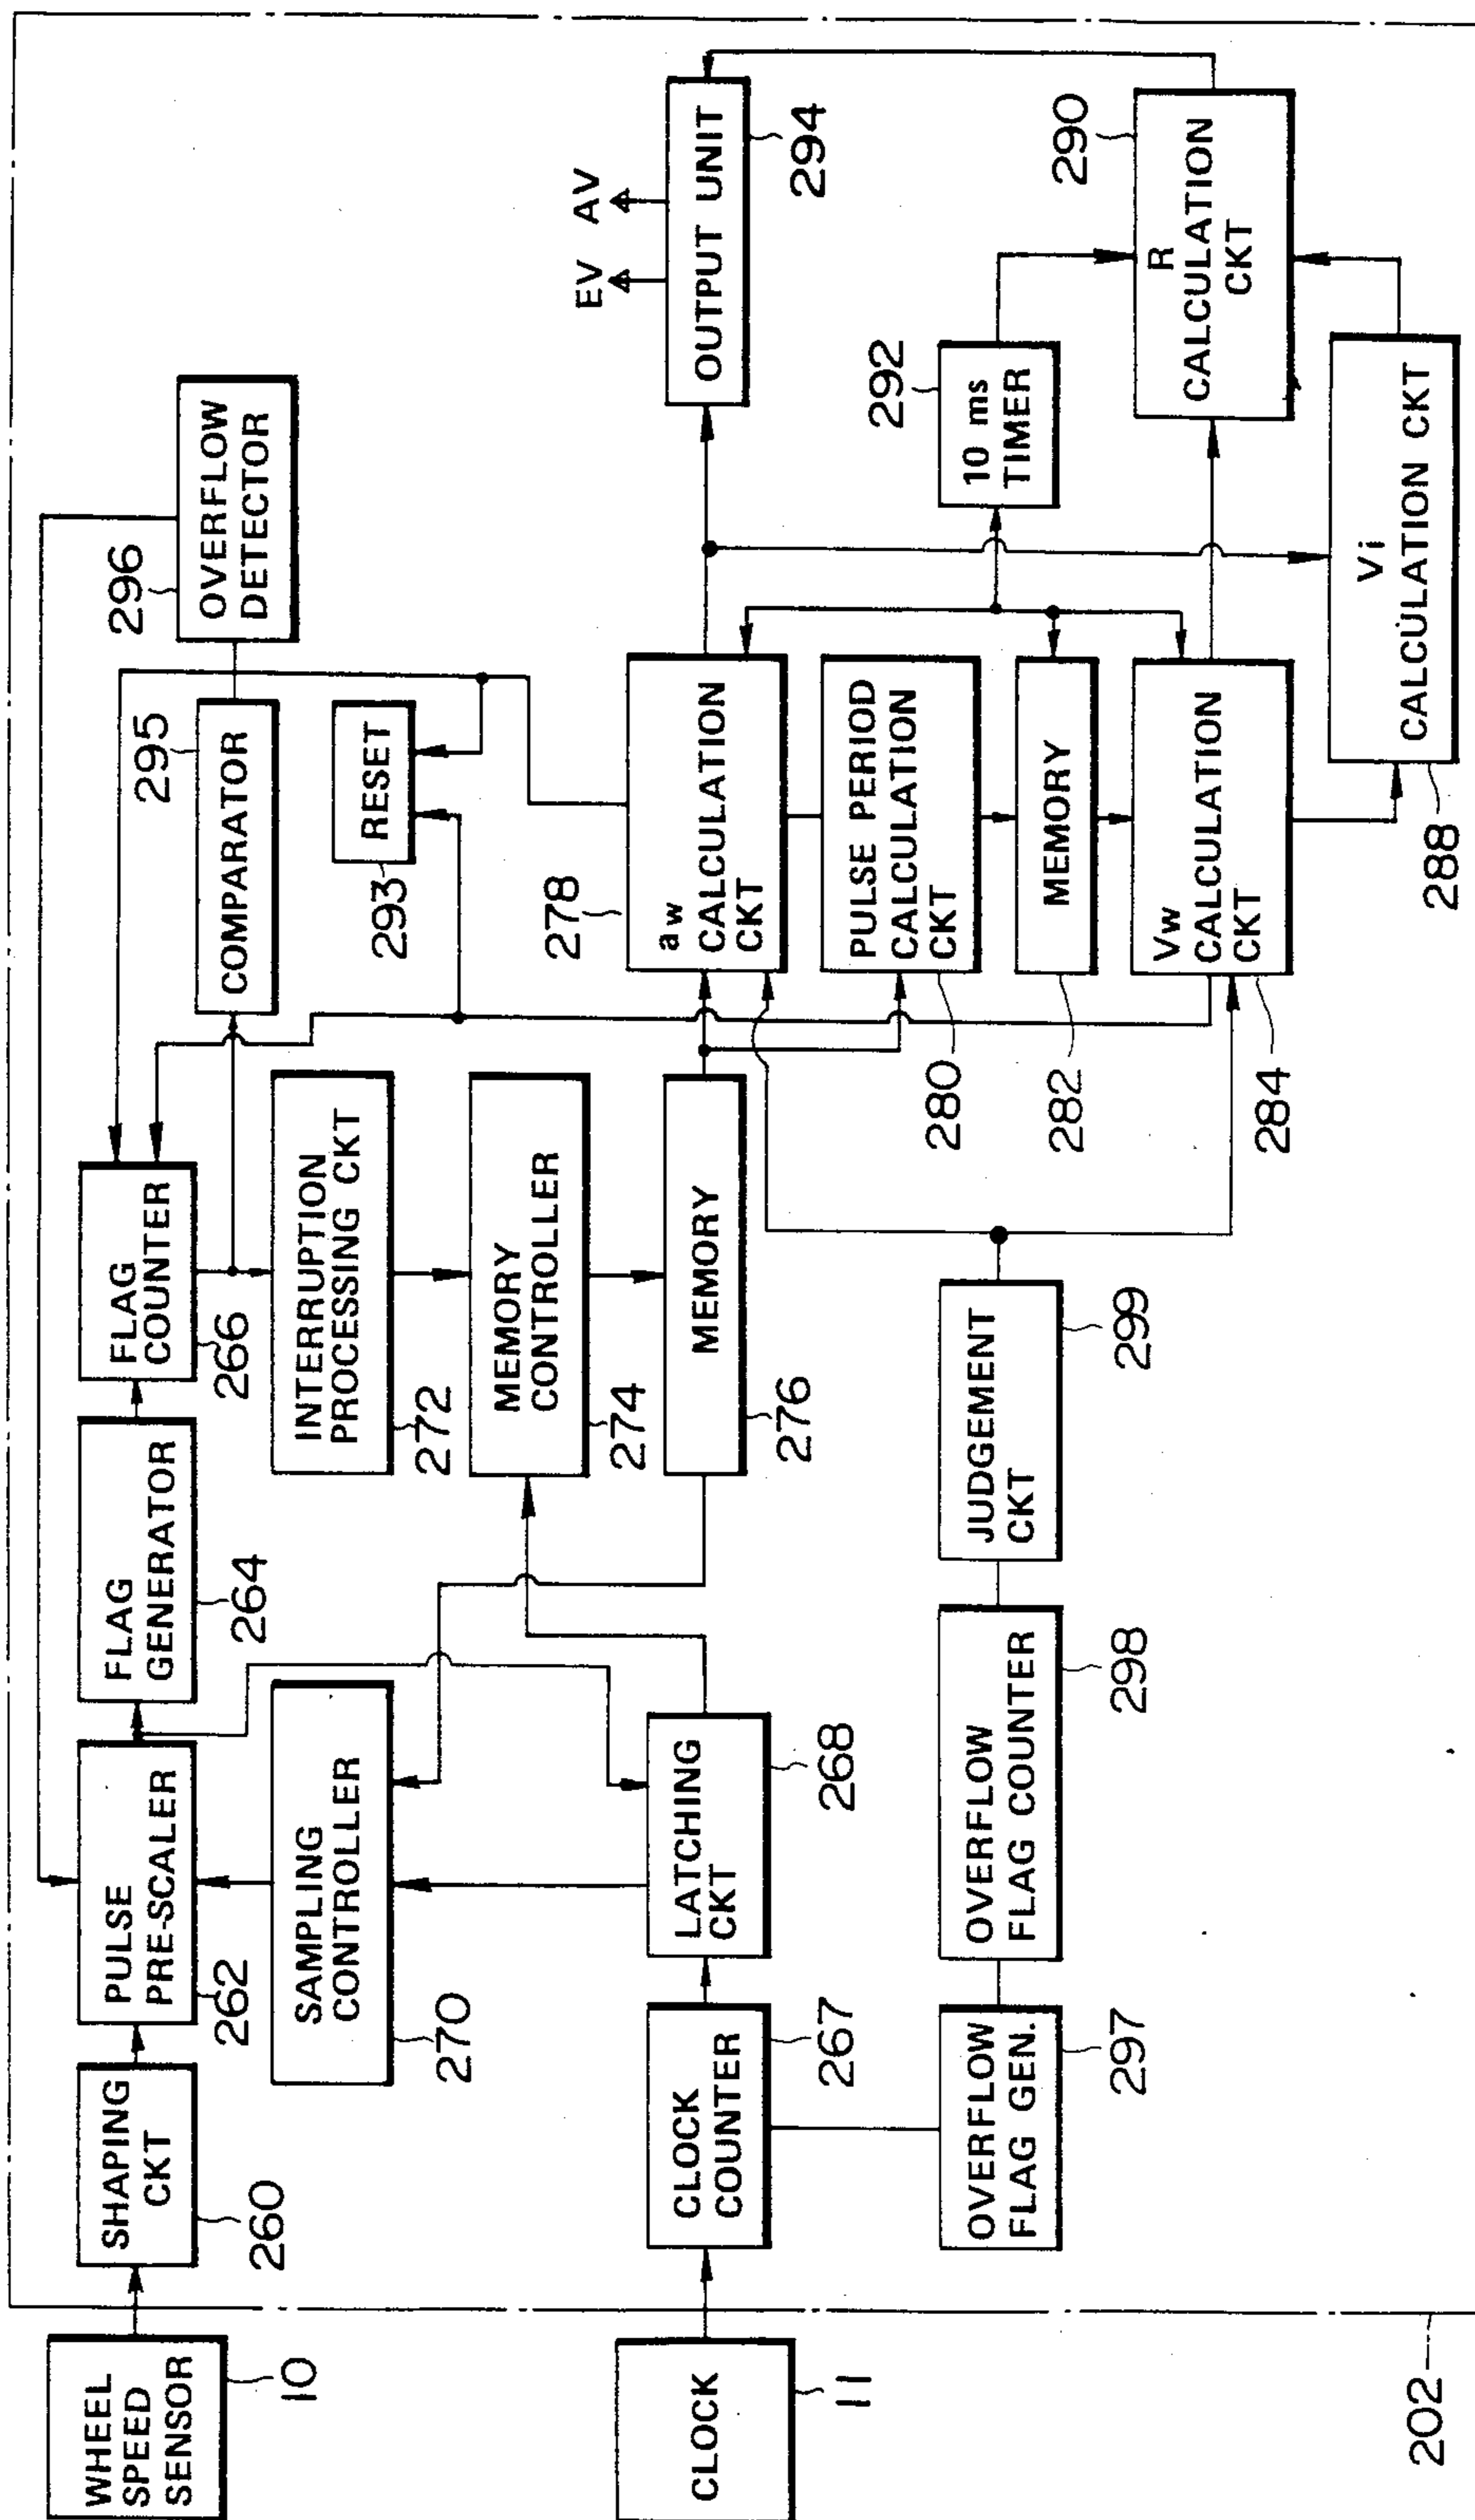 WHEEL
SPEED
SENSOR
10
SHAPING
CKT
260
PULSE
PRE-SCALER
262
FLAG
GENERATOR
264
FLAG
COUNTER
266
COMPARATOR
295
OVERFLOW
DETECTOR
296
SAMPLING
CONTROLLER
270
INTERRUPTION
PROCESSING CKT
272
RESET
293
MEMORY
CONTROLLER
274
CLOCK
11
CLOCK
COUNTER
267
LATCHING
CKT
268
MEMORY
276
aw
CALCULATION
CKT
278
EV
AV
OUTPUT UNIT
294
PULSE PERIOD
CALCULATION
CKT
280
OVERFLOW
FLAG GEN.
297
OVERFLOW
FLAG COUNTER
298
JUDGEMENT
CKT
299
MEMORY
282
10 ms
TIMER
292
Vw
CALCULATION
CKT
284
R
CALCULATION
CKT
290
Vi
CALCULATION CKT
288
202